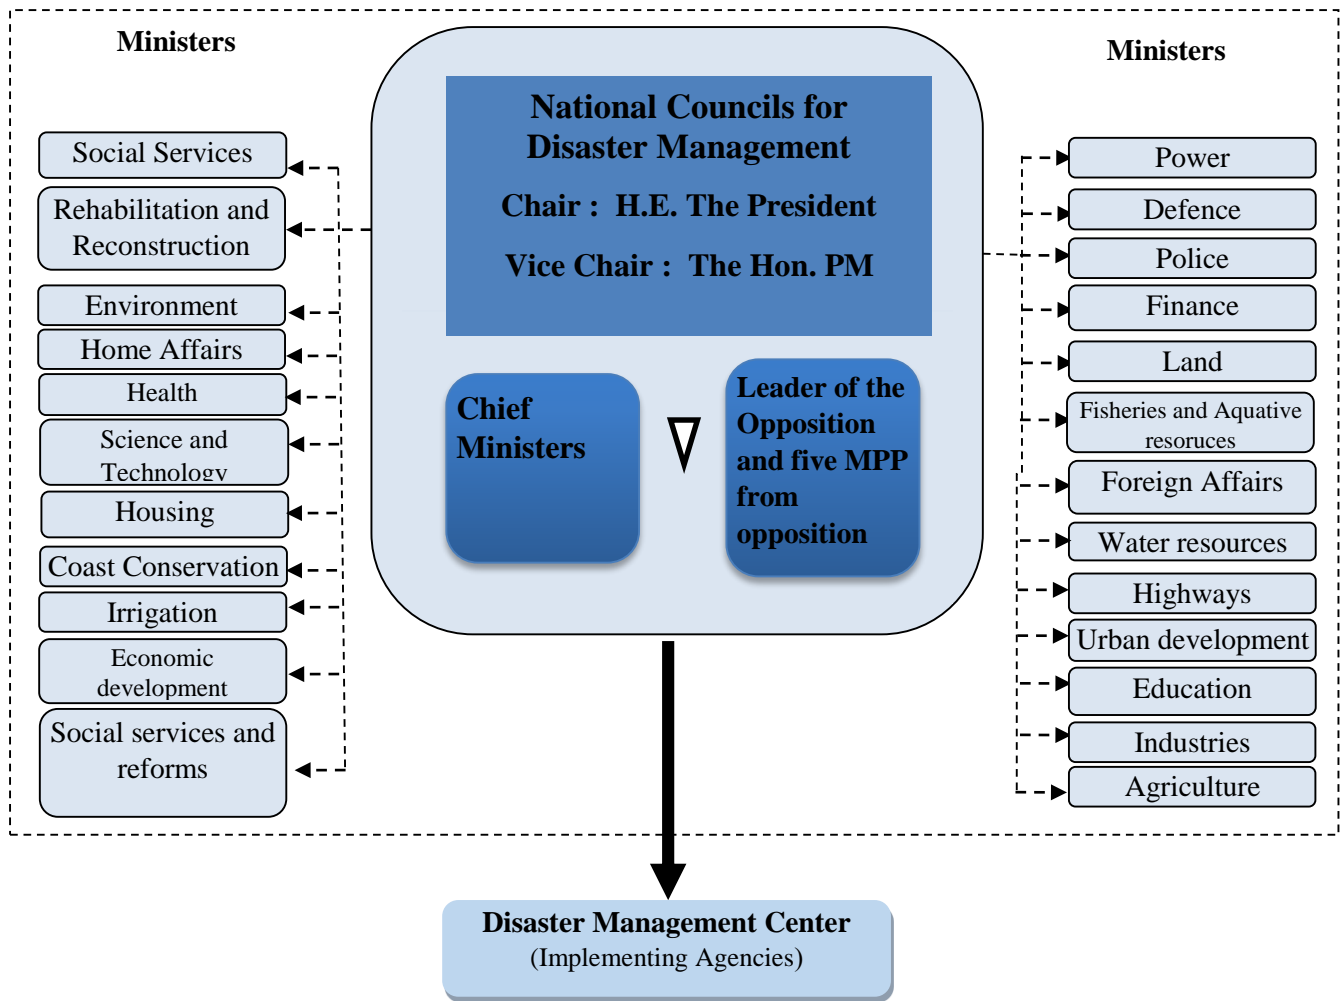 Ministers
Social Services
Rehabilitation and
Reconstruction
Environment
Home Affairs
Health
Science and
Technology
Housing
Coast Conservation
Irrigation
Economic
development
Social services and
reforms
National Councils for
Disaster Management
Chair : H.E. The President
Vice Chair : The Hon. PM
Chief
Ministers
Leader of the
Opposition
and five MPP
from
opposition
Ministers
Power
Defence
Police
Finance
Land
Fisheries and Aquative
resoruces
Foreign Affairs
Water resources
Highways
Urban development
Education
Industries
Agriculture
Disaster Management Center
(Implementing Agencies)